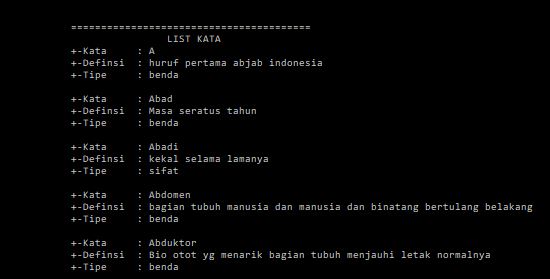 ========================================
LIST KATA
+-Kata : A
+-Definsi : huruf pertama abjab indonesia
+-Tipe : benda
+-Kata : Abad
+-Definsi : Masa seratus tahun
+-Tipe : benda
+-Kata : Abadi
+-Definsi : kekal selama lamanya
+-Tipe : sifat
+-Kata : Abdomen
+-Definsi : bagian tubuh manusia dan manusia dan binatang bertulang belakang
+-Tipe : benda
+-Kata : Abduktor
+-Definsi : Bio otot yg menarik bagian tubuh menjauhi letak normalnya
+-Tipe : benda